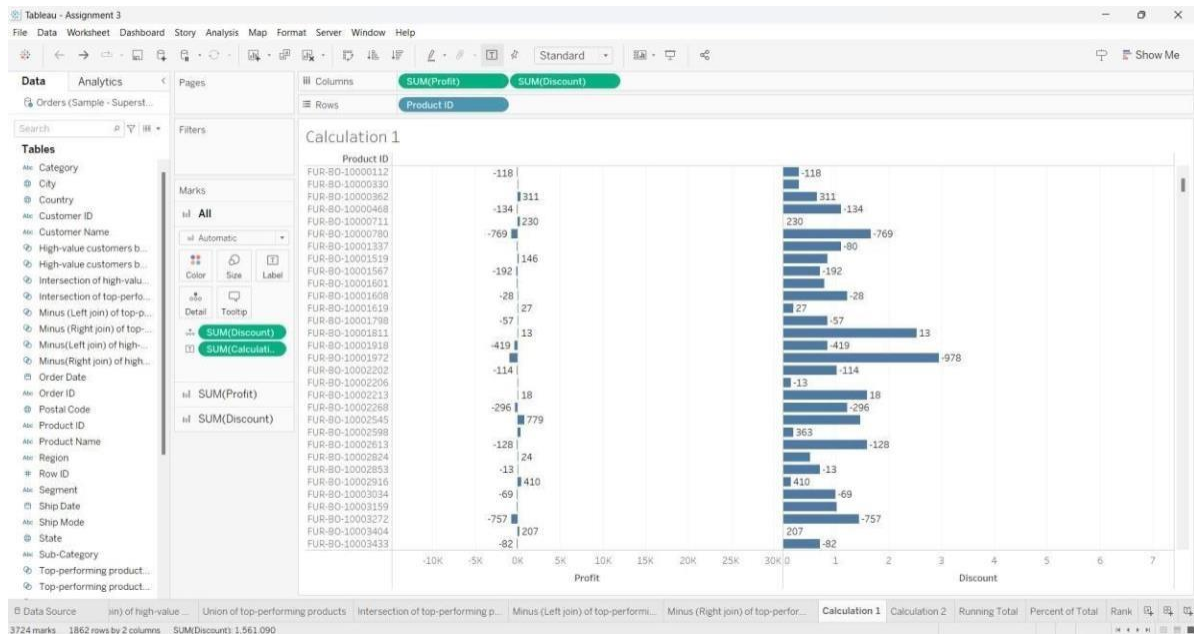 Tableau - Assignment 3
File Data Worksheet Dashboard Story Analysis Map Format Server Window Help
Standard
Show Me
Data Analytics
Orders (Sample - Superst...
Search
Tables
Abc Category
City
Country
Abc Customer ID
Abc Customer Name
High-value customers b...
High-value customers b...
Intersection of high-valu...
Intersection of top-perfo...
Minus (Left join) of top-p...
Minus (Right join) of top-...
Minus(Left join) of high-...
Minus(Right join) of high...
Order Date
Abc Order ID
Postal Code
Abc Product ID
Abc Product Name
Abc Region
# Row ID
Abc Segment
Ship Date
Abc Ship Mode
State
Abc Sub-Category
Top-performing product...
Top-performing product...
Pages
Filters
Marks
All
Automatic
Color Size Label
Detail Tooltip
SUM(Discount)
SUM(Calculati..
SUM(Profit)
SUM(Discount)
Columns SUM(Profit) SUM(Discount)
Rows Product ID
Calculation 1
Product ID
FUR-BO-10000112 -118 -118
FUR-BO-10000330
FUR-BO-10000362 311 311
FUR-BO-10000468 -134 -134
FUR-BO-10000711 230 230
FUR-BO-10000780 -769 -769
FUR-BO-10001337 -80
FUR-BO-10001519 146
FUR-BO-10001567 -192 -192
FUR-BO-10001601
FUR-BO-10001608 -28 -28
FUR-BO-10001619 27 27
FUR-BO-10001798 -57 -57
FUR-BO-10001811 13 13
FUR-BO-10001918 -419 -419
FUR-BO-10001972 -978
FUR-BO-10002202 -114 -114
FUR-BO-10002206 -13
FUR-BO-10002213 18 18
FUR-BO-10002268 -296 -296
FUR-BO-10002545 779
FUR-BO-10002598 363
FUR-BO-10002613 -128 -128
FUR-BO-10002824 24
FUR-BO-10002853 -13 -13
FUR-BO-10002916 410 410
FUR-BO-10003034 -69 -69
FUR-BO-10003159
FUR-BO-10003272 -757 -757
FUR-BO-10003404 207 207
FUR-BO-10003433 -82 -82
-10K -5K 0K 5K 10K 15K 20K 25K 30K 0 1 2 3 4 5 6 7
Profit Discount
Data Source oin) of high-value ... Union of top-performing products Intersection of top-performing p... Minus (Left join) of top-performi... Minus (Right join) of top-perfor... Calculation 1 Calculation 2 Running Total Percent of Total Rank
3724 marks 1862 rows by 2 columns SUM(Discount): 1,561.090